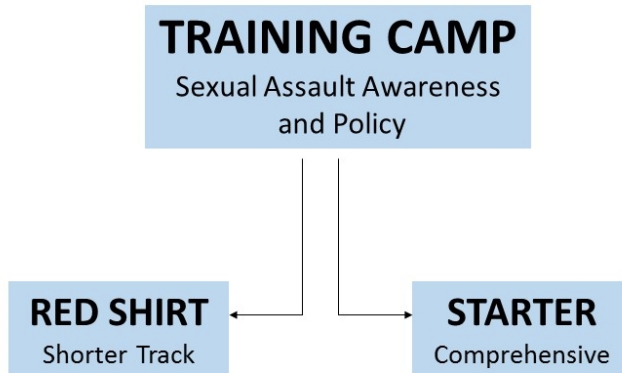 TRAINING CAMP
Sexual Assault Awareness
and Policy
RED SHIRT
Shorter Track
STARTER
Comprehensive